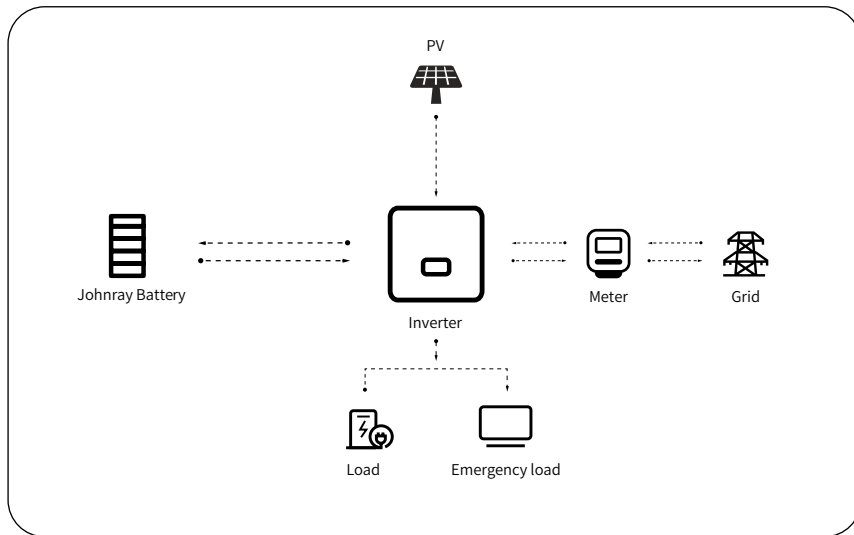 PV
Johnray Battery
Inverter
Meter
Grid
Load
Emergency load